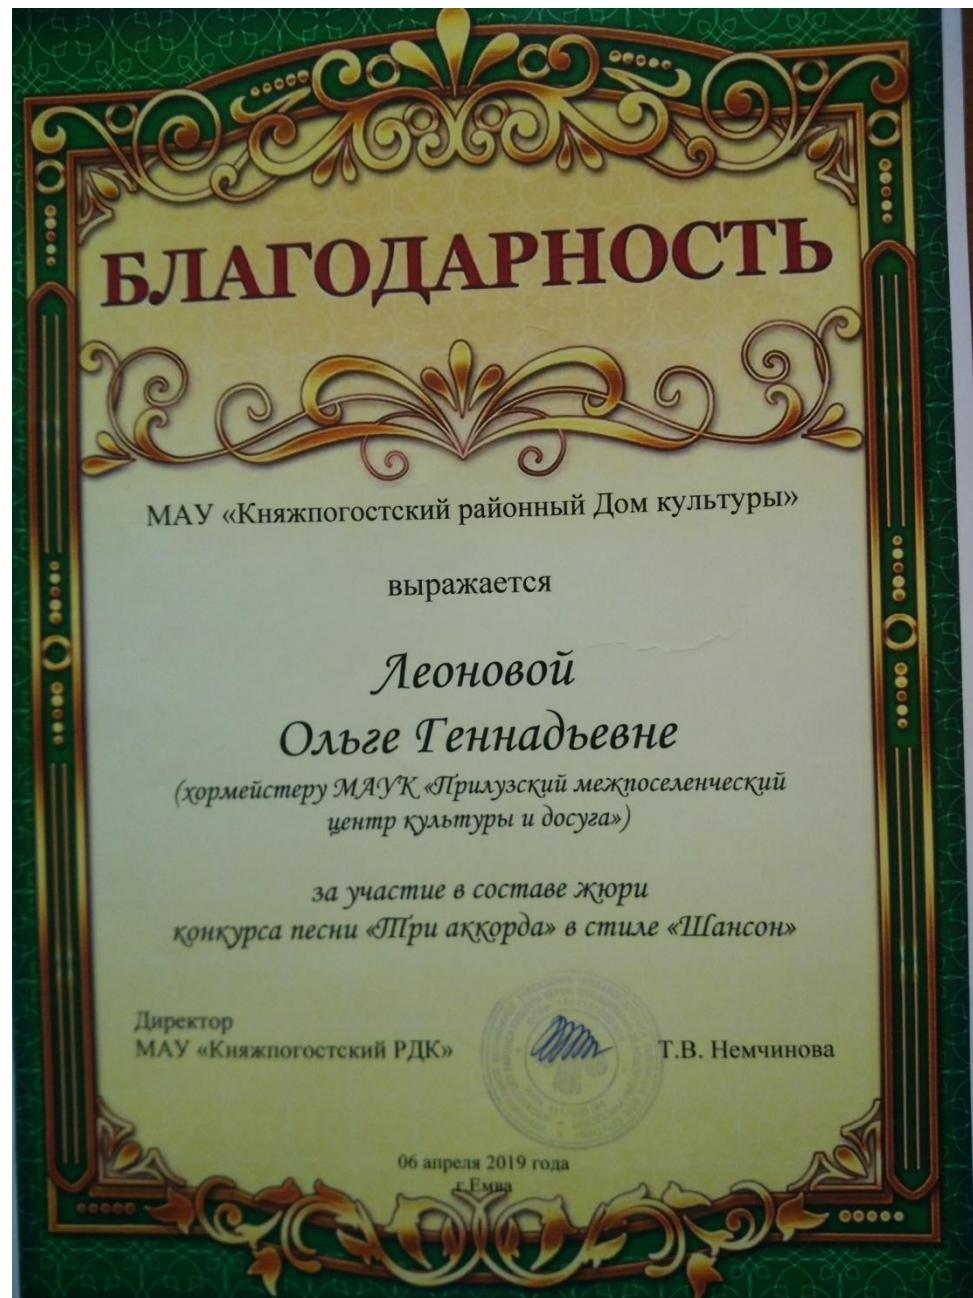 БЛАГОДАРНОСТЬ
МАУ «Княжпогостский районный Дом культуры»
выражается
Леоновой
Ольге Геннадьевне
(хормейстеру МАУК «Прилузский межпоселенческий
центр культуры и досуга»)
за участие в составе жюри
конкурса песни «Три аккорда» в стиле «Шансон»
Директор
МАУ «Княжпогостский РДК»
Т.В. Немчинова
06 апреля 2019 года
г.Емва